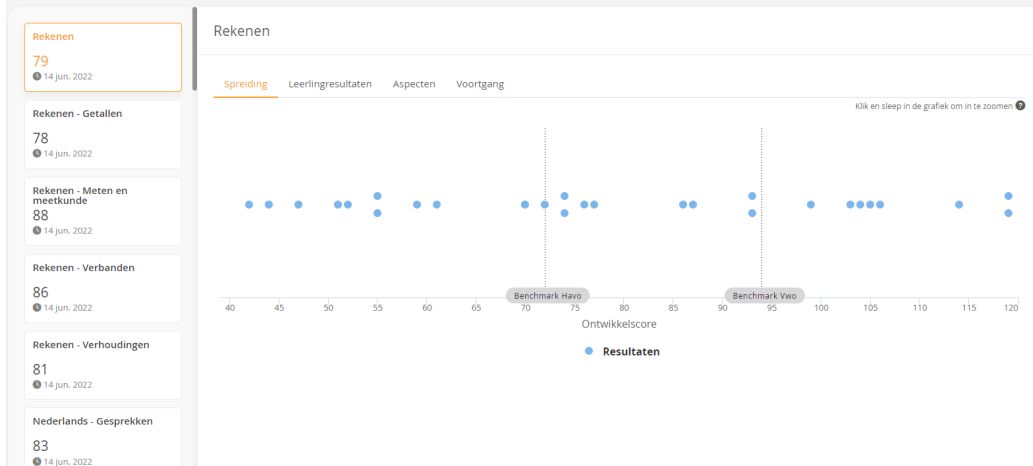 Rekenen
79
14 jun. 2022
Rekenen - Getallen
78
14 jun. 2022
Rekenen - Meten en
meetkunde
88
14 jun. 2022
Rekenen - Verbanden
86
14 jun. 2022
Rekenen - Verhoudingen
81
14 jun. 2022
Nederlands - Gesprekken
83
14 jun. 2022
Rekenen
Spreiding Leerlingresultaten Aspecten Voortgang
Klik en sleep in de grafiek om in te zoomen ?
Benchmark Havo Benchmark Vwo
40 45 50 55 60 65 70 75 80 85 90 95 100 105 110 115 120
Ontwikkelscore
Resultaten